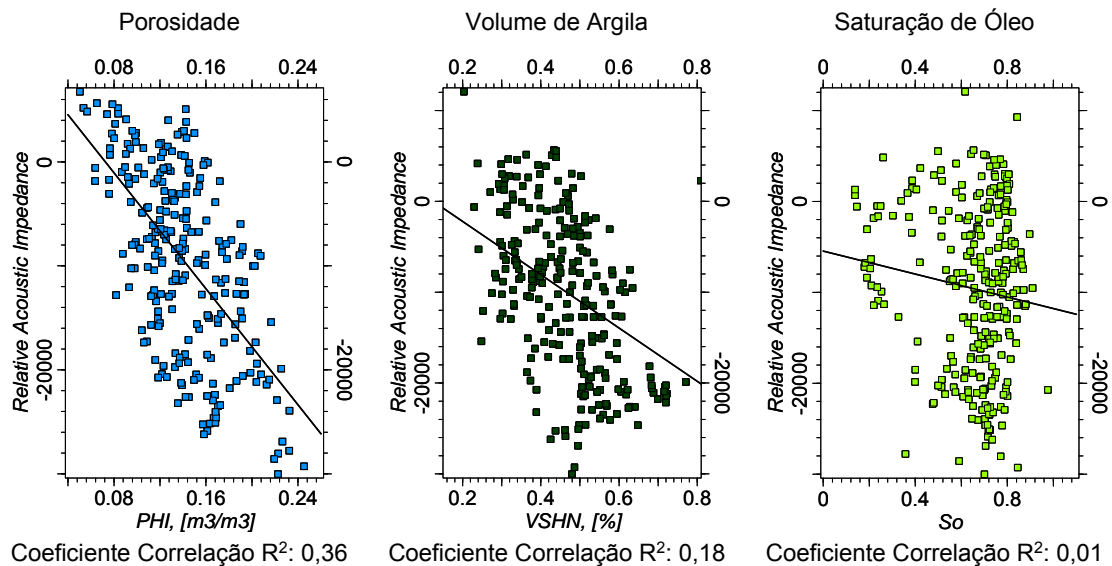 Porosidade
Volume de Argila
Saturação de Óleo
0.08 0.16 0.24
0.2 0.4 0.6 0.8
0 0.4 0.8
Relative Acoustic Impedance
0
-20000
0
-20000
Relative Acoustic Impedance
0
-20000
0
-20000
Relative Acoustic Impedance
0
-20000
0
-20000
0.08 0.16 0.24
0.2 0.4 0.6 0.8
0 0.4 0.8
PHI, [m3/m3]
VSHN, [%]
So
Coeficiente Correlação R²: 0,36
Coeficiente Correlação R²: 0,18
Coeficiente Correlação R²: 0,01